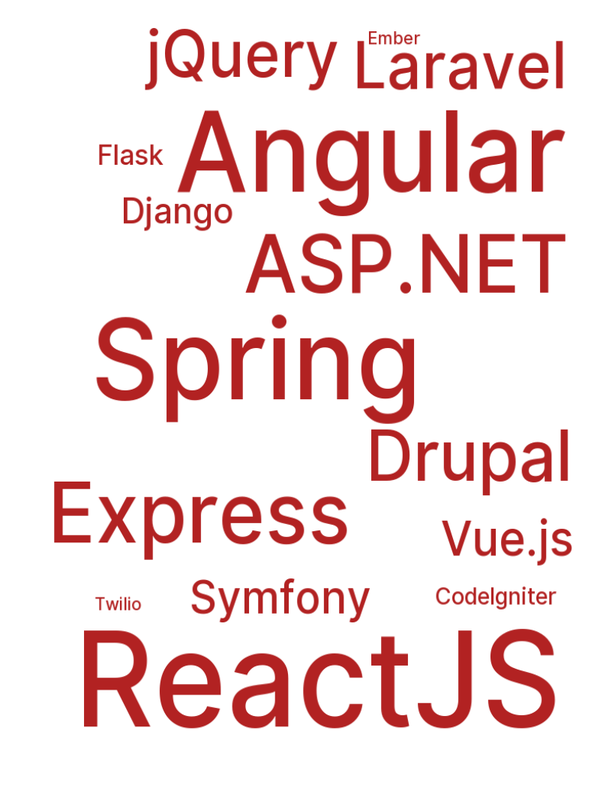 Ember
jQuery Laravel
Angular
Flask
Django
ASP.NET
Spring
Drupal
Express
Vue.js
Symfony
CodeIgniter
Twilio
ReactJS